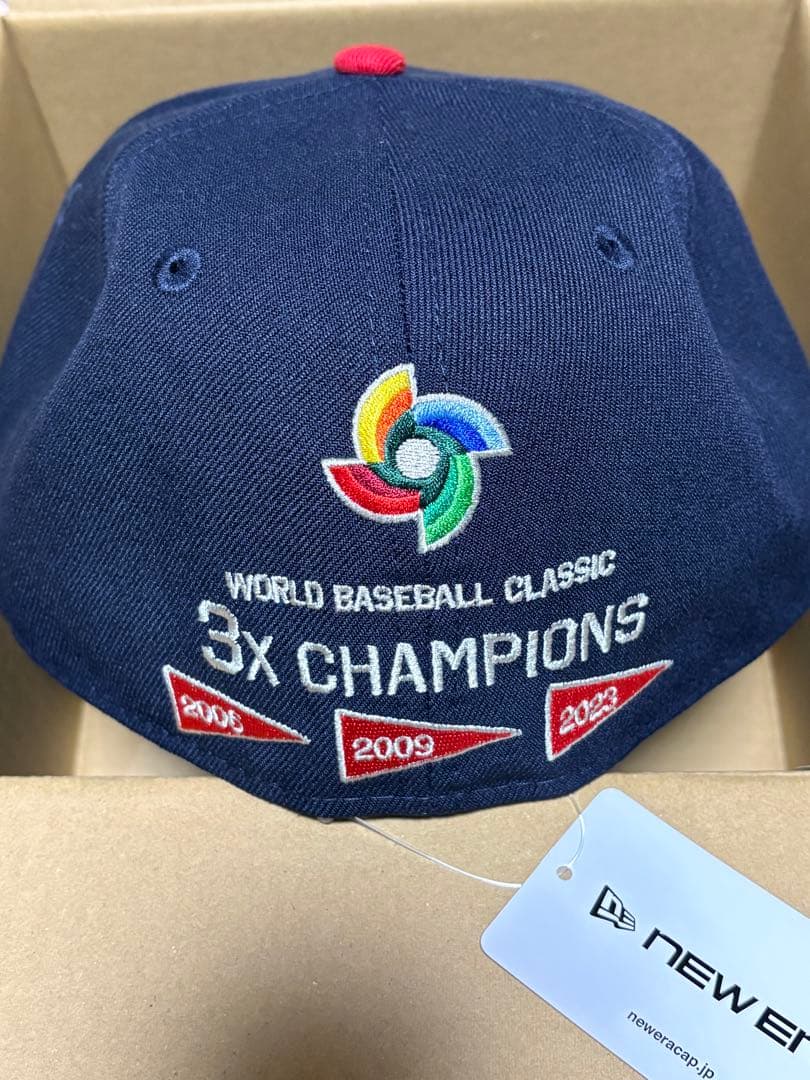 WORLD BASEBALL CLASSIC
3X CHAMPIONS
2006
2009
2023
NEW Er
neweracap.jp